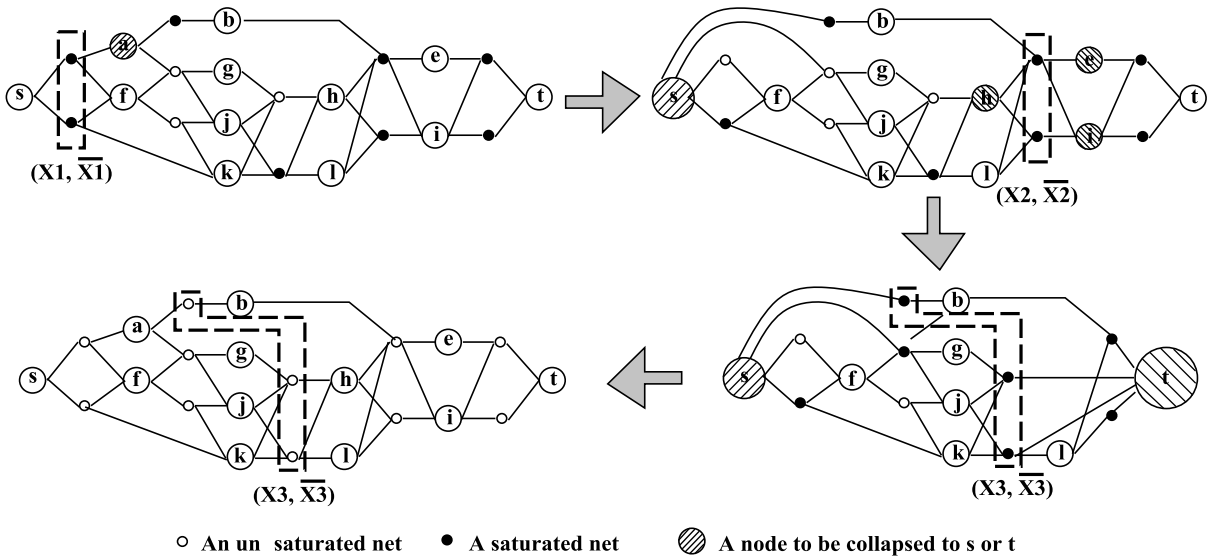 b
a
e
g
s
f
h
t
j
i
k
l
(X1, X1)
b
e
g
s
f
h
t
j
i
k
l
(X2, X2)
b
a
e
g
s
f
h
t
j
i
k
l
(X3, X3)
b
g
s
f
t
j
k
l
(X3, X3)
An un saturated net
A saturated net
A node to be collapsed to s or t